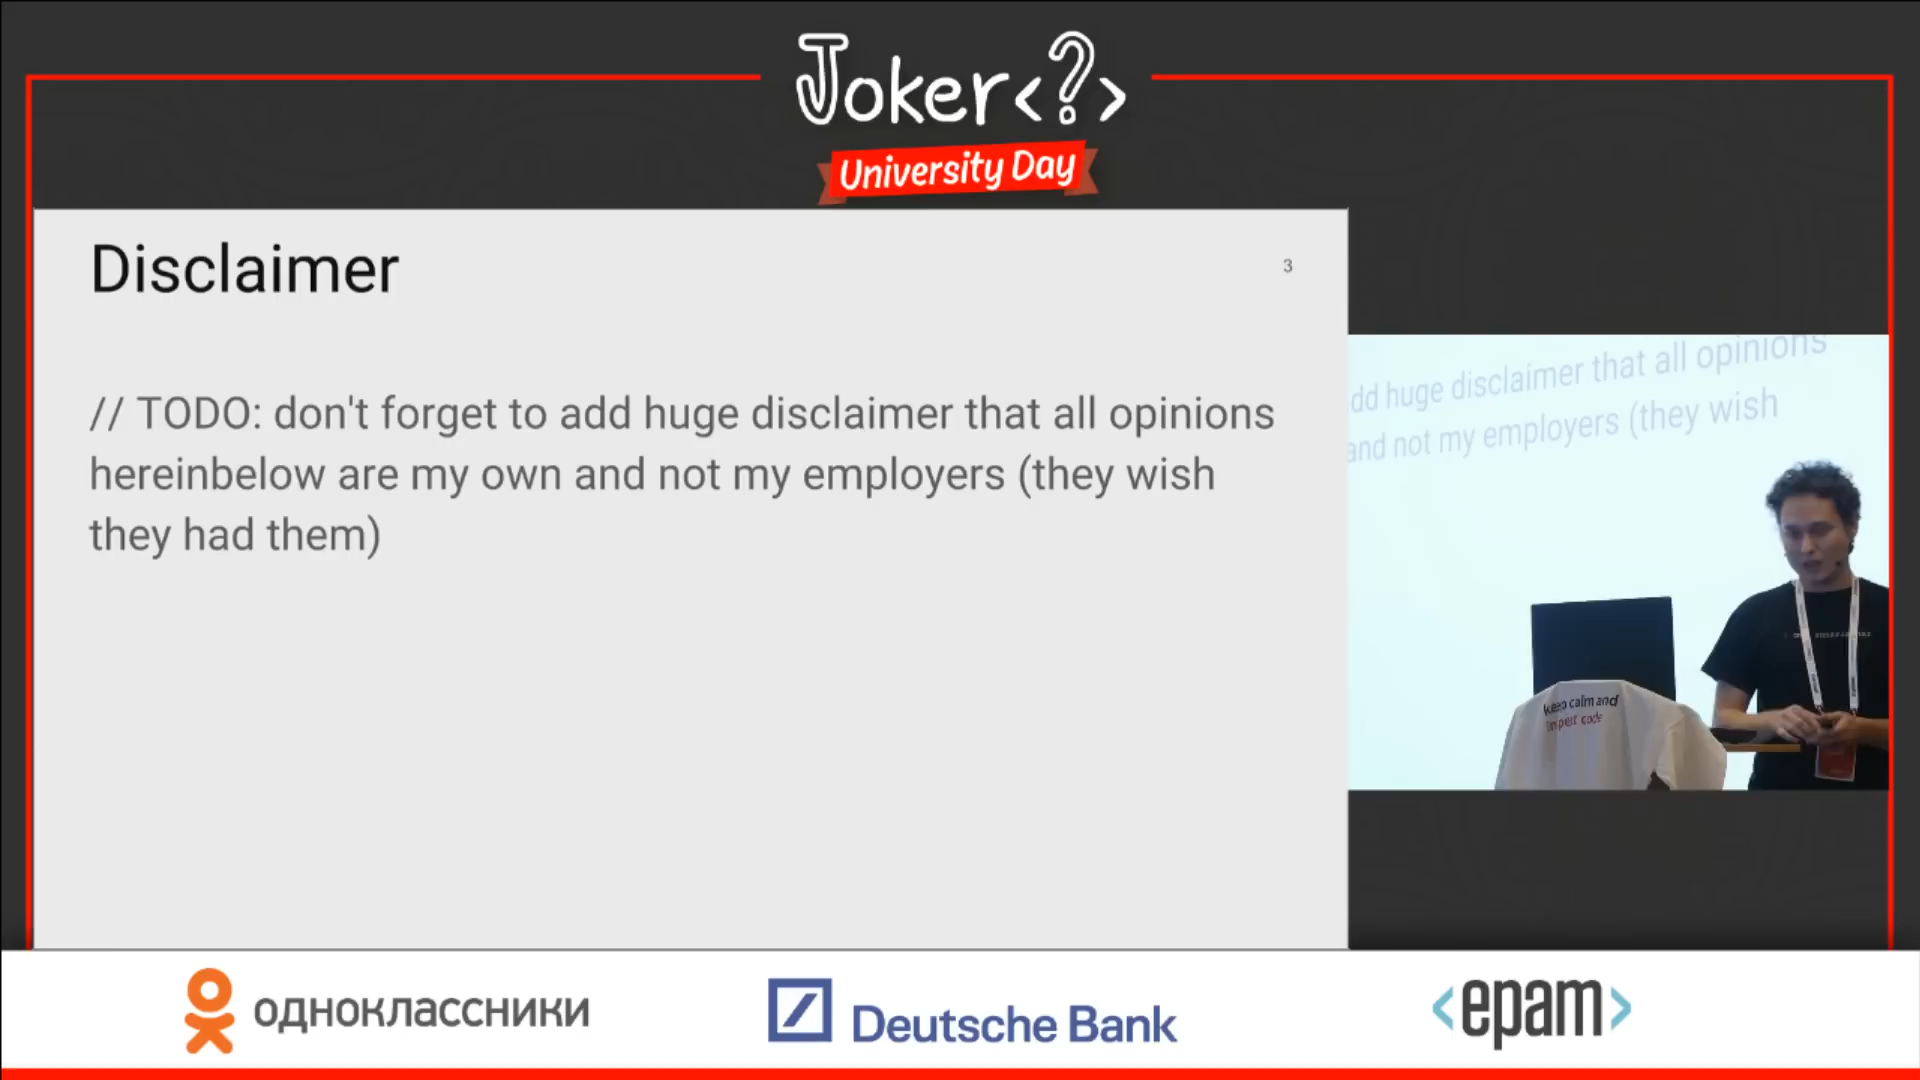 Joker<?>
University Day
Disclaimer
3
// TODO: don't forget to add huge disclaimer that all opinions
hereinbelow are my own and not my employers (they wish
they had them)
add huge disclaimer that all opinions
and not my employers (they wish
keep calm and
code
одноклассники
Deutsche Bank
<epam>